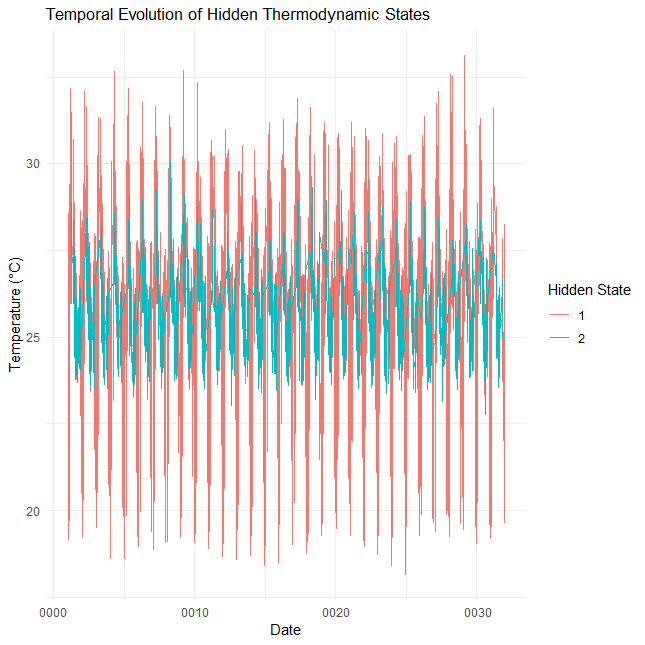 Temporal Evolution of Hidden Thermodynamic States
Temperature (°C)
30
25
20
0000
0010
0020
0030
Date
Hidden State
1
2